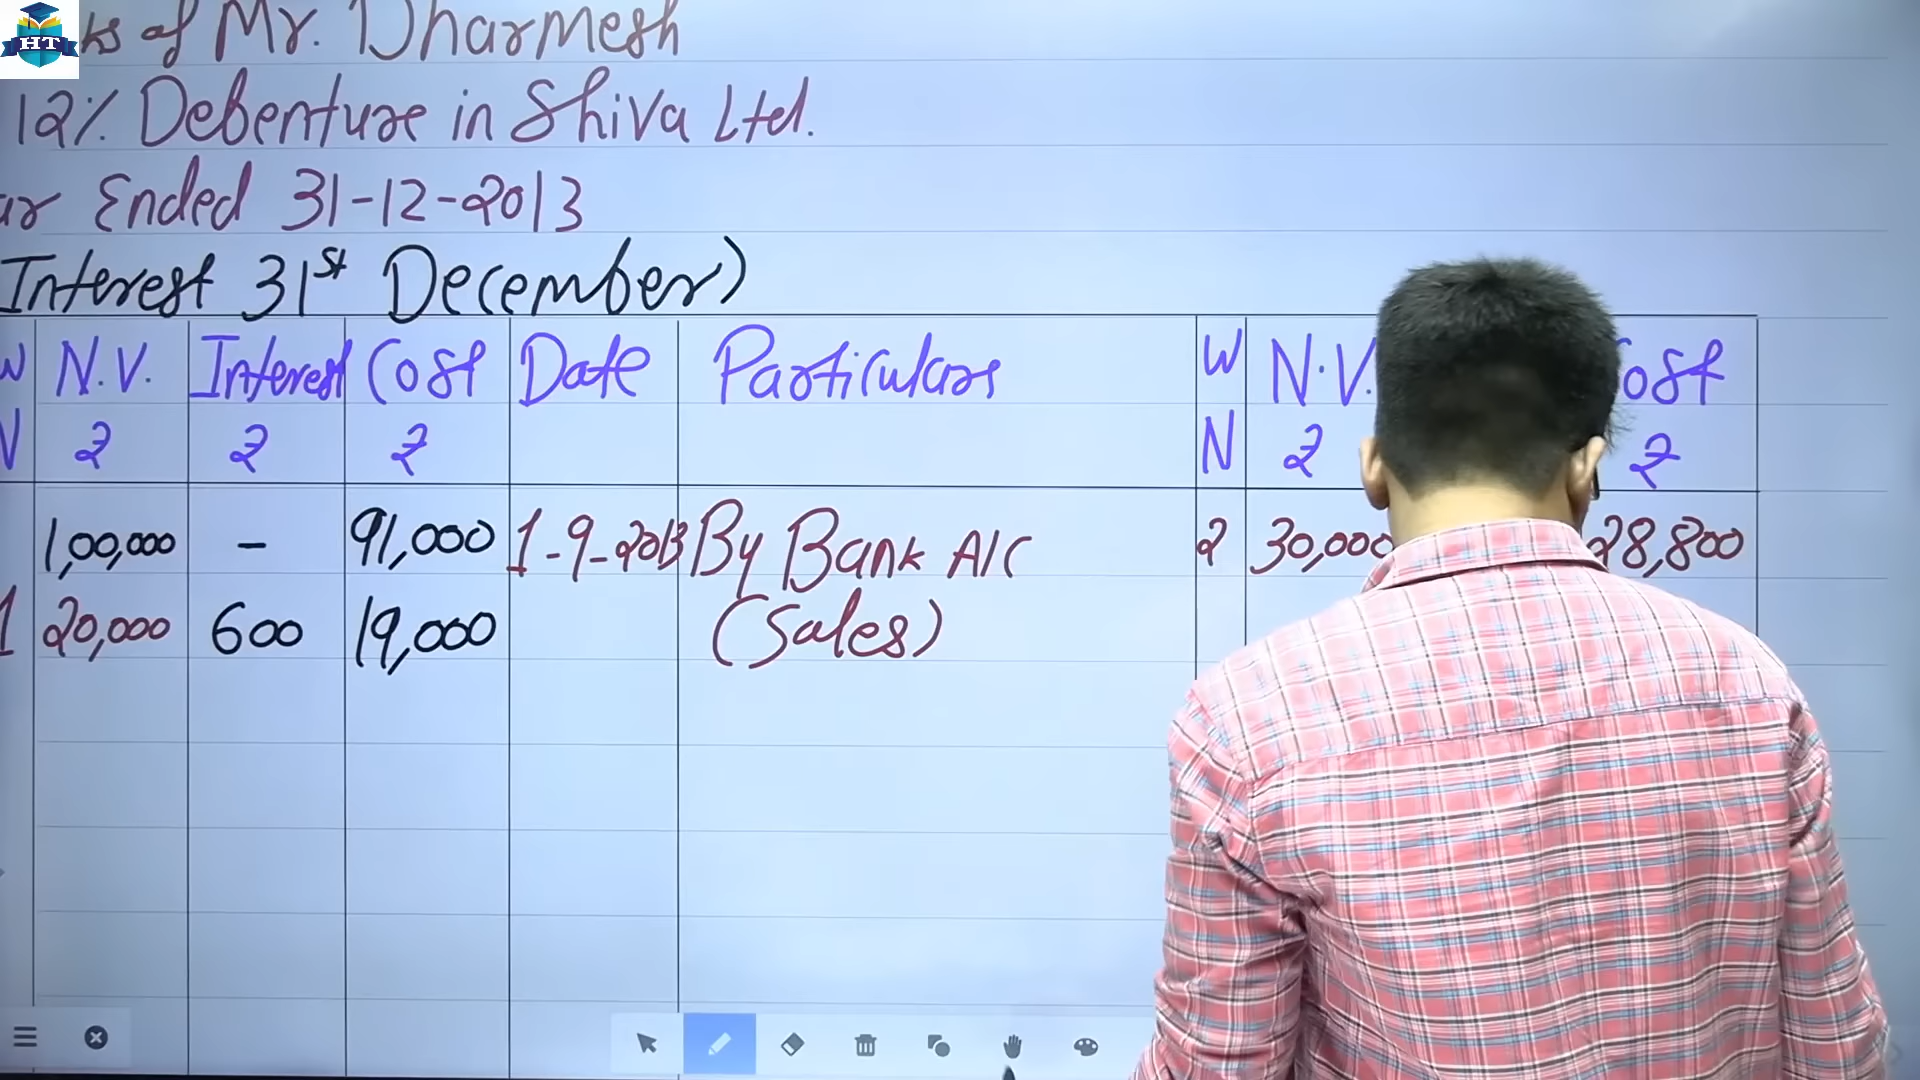 HT
ks of Mr. Dharmesh
12% Debenture in Shiva Ltd.
ar Ended 31-12-2013
Interest 31st December)
W N N.V. ₹ Interest ₹ Cost ₹ Date Particulars W N N.V. ₹ Cost ₹
1,00,000 - 91,000 1-9-2013 By Bank A/c 2 30,000 28,800
1 20,000 600 19,000 (Sales)